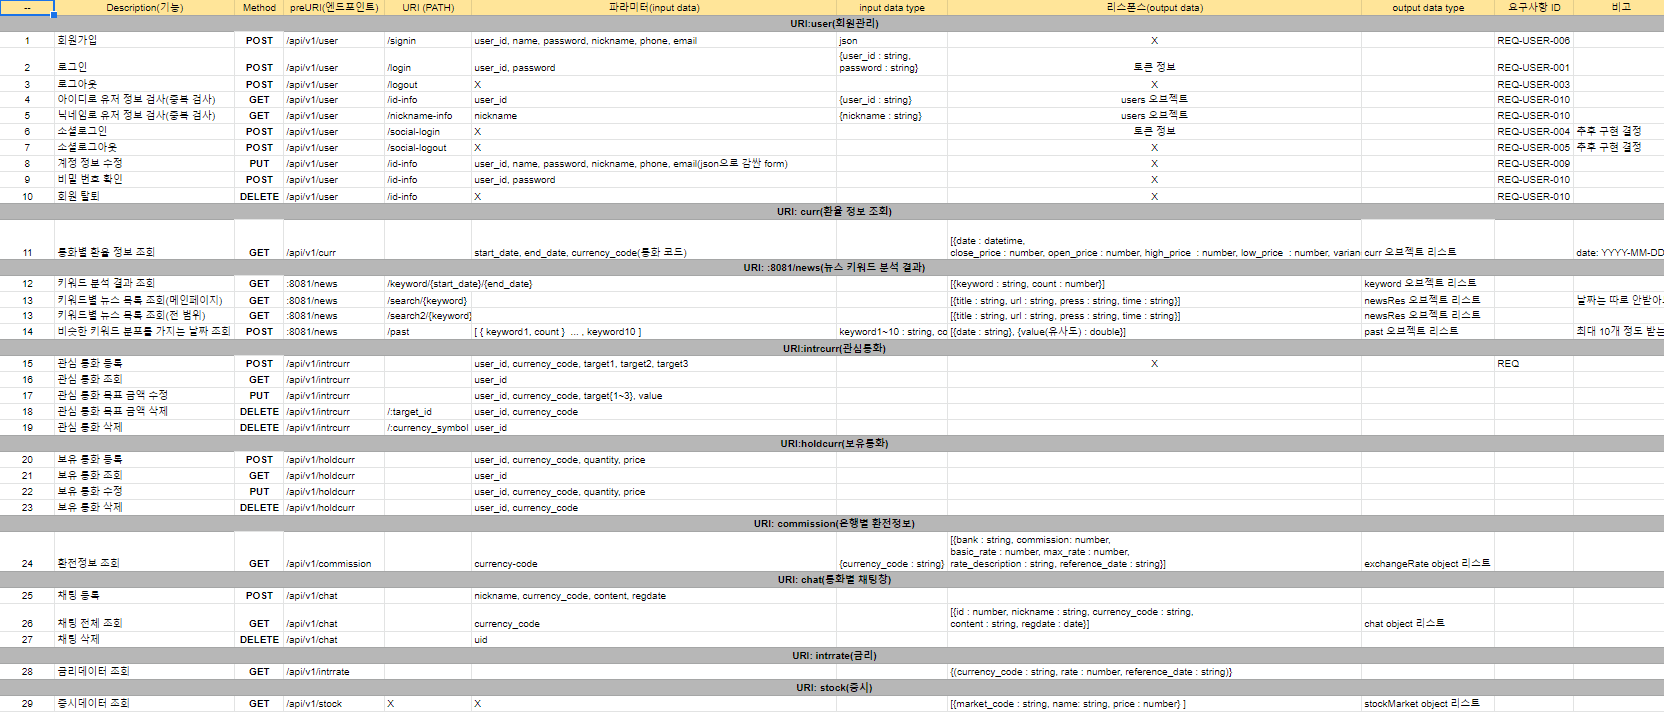 -- Description(기능) Method preURI(엔드포인트) URI (PATH) 파라미터(input data) input data type 리스폰스(output data) output data type 요구사항 ID 비고
URI:user(회원관리)
1 회원가입 POST /api/v1/user /signin user_id, name, password, nickname, phone, email json X REQ-USER-006
2 로그인 POST /api/v1/user /login user_id, password {user_id : string, password : string} 토큰 정보 REQ-USER-001
3 로그아웃 POST /api/v1/user /logout X X REQ-USER-003
4 아이디로 유저 정보 검사(중복 검사) GET /api/v1/user /id-info user_id {user_id : string} users 오브젝트 REQ-USER-010
5 닉네임로 유저 정보 검사(중복 검사) GET /api/v1/user /nickname-info nickname {nickname : string} users 오브젝트 REQ-USER-010
6 소셜로그인 POST /api/v1/user /social-login X 토큰 정보 REQ-USER-004 추후 구현 결정
7 소셜로그아웃 POST /api/v1/user /social-logout X X REQ-USER-005 추후 구현 결정
8 계정 정보 수정 PUT /api/v1/user /id-info user_id, name, password, nickname, phone, email(json으로 감싼 form) X REQ-USER-009
9 비밀 번호 확인 POST /api/v1/user /id-info user_id, password X REQ-USER-010
10 회원 탈퇴 DELETE /api/v1/user /id-info X X REQ-USER-010
URI: curr(환율 정보 조회)
11 통화별 환율 정보 조회 GET /api/v1/curr start_date, end_date, currency_code(통화 코드) [{date : datetime, close_price : number, open_price : number, high_price : number, low_price : number, varian curr 오브젝트 리스트 date: YYYY-MM-DD
URI: :8081/news(뉴스 키워드 분석 결과)
12 키워드 분석 결과 조회 GET :8081/news /keyword/{start_date}/{end_date} [{keyword : string, count : number}] keyword 오브젝트 리스트
13 키워드별 뉴스 목록 조회(메인페이지) GET :8081/news /search/{keyword} [{title : string, url : string, press : string, time : string}] newsRes 오브젝트 리스트 날짜는 따로 안받아.
13 키워드별 뉴스 목록 조회(전 범위) GET :8081/news /search2/{keyword] [{title : string, url : string, press : string, time : string}] newsRes 오브젝트 리스트
14 비슷한 키워드 분포를 가지는 날짜 조회 POST :8081/news /past [ { keyword1, count } ... , keyword10 ] keyword1~10 : string, co [{date : string}, {value(유사도) : double}] past 오브젝트 리스트 최대 10개 정도 받는
URI:intrcurr(관심통화)
15 관심 통화 등록 POST /api/v1/intrcurr user_id, currency_code, target1, target2, target3 X REQ
16 관심 통화 조회 GET /api/v1/intrcurr user_id
17 관심 통화 목표 금액 수정 PUT /api/v1/intrcurr user_id, currency_code, target{1~3}, value
18 관심 통화 목표 금액 삭제 DELETE /api/v1/intrcurr /:target_id user_id, currency_code
19 관심 통화 삭제 DELETE /api/v1/intrcurr /:currency_symbol user_id
URI:holdcurr(보유통화)
20 보유 통화 등록 POST /api/v1/holdcurr user_id, currency_code, quantity, price
21 보유 통화 조회 GET /api/v1/holdcurr user_id
22 보유 통화 수정 PUT /api/v1/holdcurr user_id, currency_code, quantity, price
23 보유 통화 삭제 DELETE /api/v1/holdcurr user_id, currency_code
URI: commission(은행별 환전정보)
24 환전정보 조회 GET /api/v1/commission currency-code {currency_code : string} [{bank : string, commission: number, basic_rate : number, max_rate : number, rate_description : string, reference_date : string}] exchangeRate object 리스트
URI: chat(통화별 채팅창)
25 채팅 등록 POST /api/v1/chat nickname, currency_code, content, regdate
26 채팅 전체 조회 GET /api/v1/chat currency_code [{id : number, nickname : string, currency_code : string, content : string, regdate : date}] chat object 리스트
27 채팅 삭제 DELETE /api/v1/chat uid
URI: intrrate(금리)
28 금리데이터 조회 GET /api/v1/intrrate {(currency_code : string, rate : number, reference_date : string)}
URI: stock(증시)
29 증시데이터 조회 GET /api/v1/stock X X [{market_code : string, name: string, price : number} ] stockMarket object 리스트